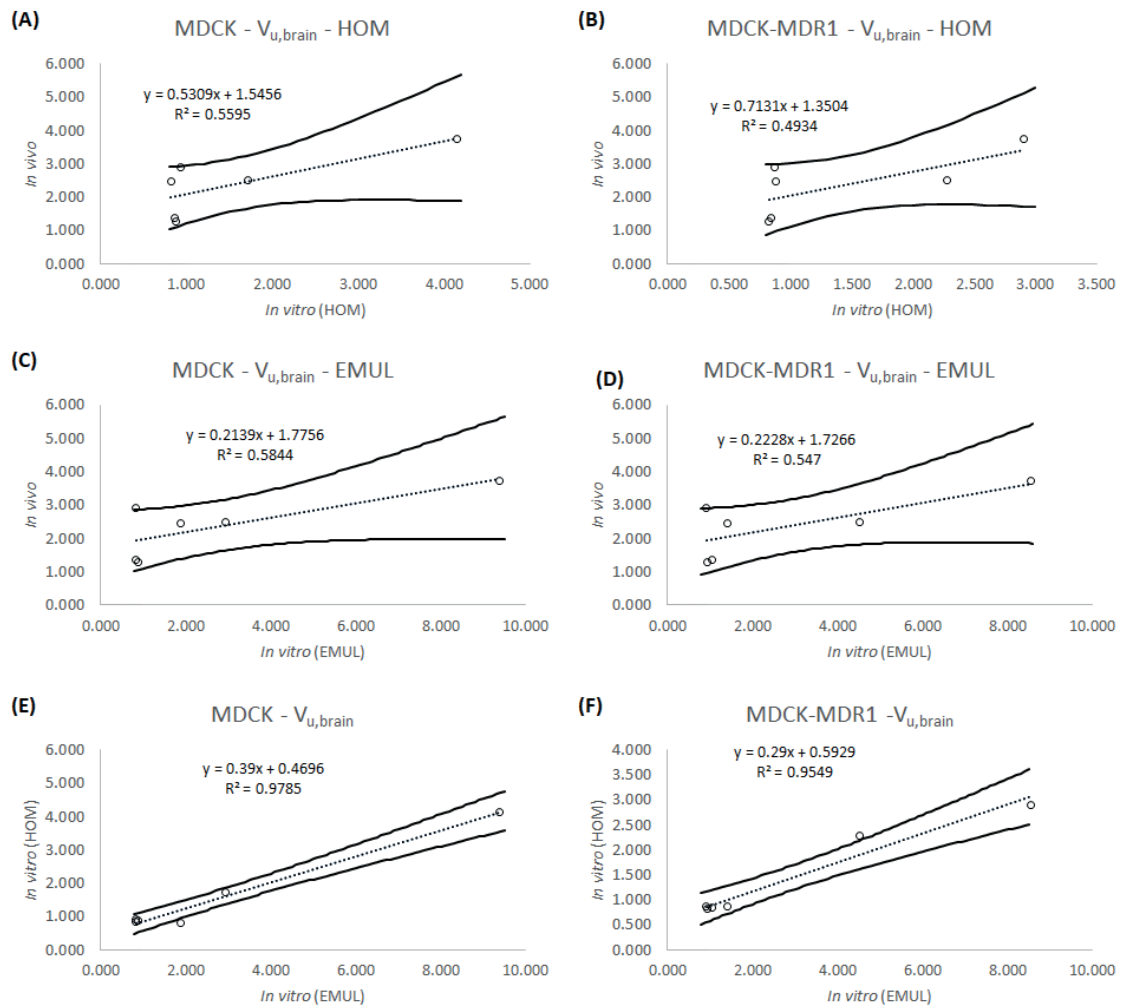 (A)
MDCK - Vu,brain - HOM
In vivo
6.000
5.000
4.000
3.000
2.000
1.000
0.000
y = 0.5309x + 1.5456
R² = 0.5595
0.000 1.000 2.000 3.000 4.000 5.000
In vitro (HOM)
(B)
MDCK-MDR1 - Vu,brain - HOM
In vivo
6.000
5.000
4.000
3.000
2.000
1.000
0.000
y = 0.7131x + 1.3504
R² = 0.4934
0.000 0.500 1.000 1.500 2.000 2.500 3.000 3.500
In vitro (HOM)
(C)
MDCK - Vu,brain - EMUL
In vivo
6.000
5.000
4.000
3.000
2.000
1.000
0.000
y = 0.2139x + 1.7756
R² = 0.5844
0.000 2.000 4.000 6.000 8.000 10.000
In vitro (EMUL)
(D)
MDCK-MDR1 - Vu,brain - EMUL
In vivo
6.000
5.000
4.000
3.000
2.000
1.000
0.000
y = 0.2228x + 1.7266
R² = 0.547
0.000 2.000 4.000 6.000 8.000 10.000
In vitro (EMUL)
(E)
MDCK - Vu,brain
In vitro (HOM)
6.000
5.000
4.000
3.000
2.000
1.000
0.000
y = 0.39x + 0.4696
R² = 0.9785
0.000 2.000 4.000 6.000 8.000 10.000
In vitro (EMUL)
(F)
MDCK-MDR1 -Vu,brain
In vitro (HOM)
4.000
3.500
3.000
2.500
2.000
1.500
1.000
0.500
0.000
y = 0.29x + 0.5929
R² = 0.9549
0.000 2.000 4.000 6.000 8.000 10.000
In vitro (EMUL)